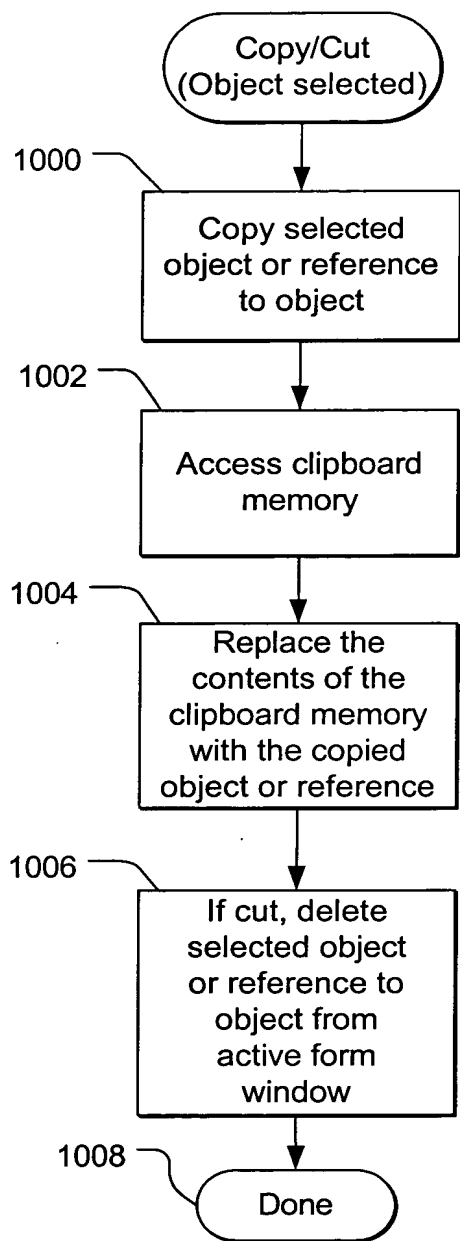 Copy/Cut
(Object selected)
1000
Copy selected
object or reference
to object
1002
Access clipboard
memory
1004
Replace the
contents of the
clipboard memory
with the copied
object or reference
1006
If cut, delete
selected object
or reference to
object from
active form
window
1008
Done